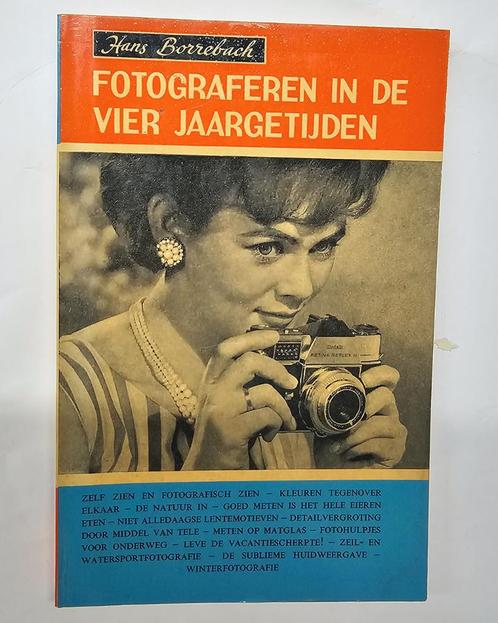 Hans Borrebach
FOTOGRAFEREN IN DE
VIER JAARGETIJDEN
Kodak
RETINA REFLEX III
ZELF ZIEN EN FOTOGRAFISCH ZIEN – KLEUREN TEGENOVER
ELKAAR – DE NATUUR IN – GOED METEN IS HET HELE EIEREN
ETEN – NIET ALLEDAAGSE LENTEMOTIEVEN – DETAILVERGROTING
DOOR MIDDEL VAN TELE – METEN OP MATGLAS – FOTOHULPJES
VOOR ONDERWEG – LEVE DE VACANTIESCHERPTE! – ZEIL- EN
WATERSPORTFOTOGRAFIE – DE SUBLIEME HUIDWEERGAVE –
WINTERFOTOGRAFIE